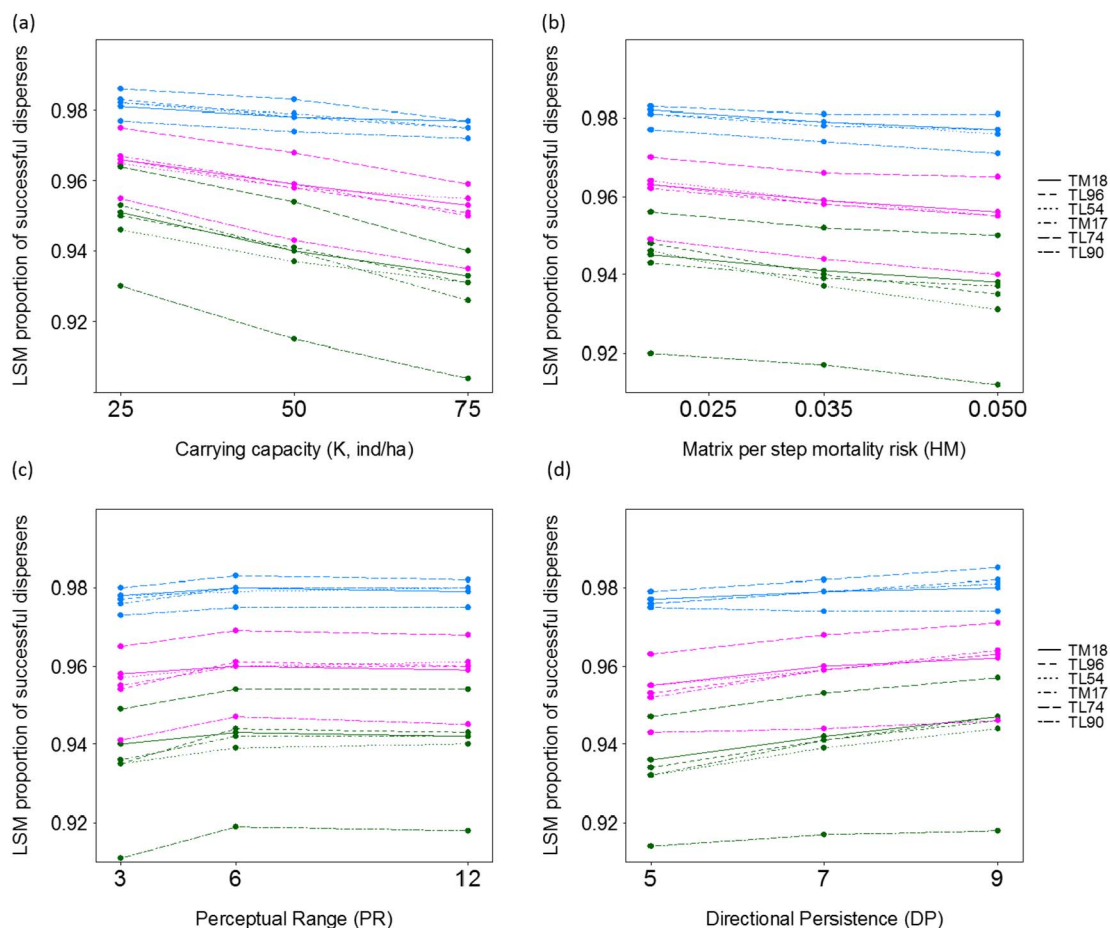 (a)
LSM proportion of successful dispersers
0.98
0.96
0.94
0.92
25 50 75
Carrying capacity (K, ind/ha)
(b)
LSM proportion of successful dispersers
0.98
0.96
0.94
0.92
0.025 0.035 0.050
Matrix per step mortality risk (HM)
TM18
TL96
TL54
TM17
TL74
TL90
(c)
LSM proportion of successful dispersers
0.98
0.96
0.94
0.92
3 6 12
Perceptual Range (PR)
(d)
LSM proportion of successful dispersers
0.98
0.96
0.94
0.92
5 7 9
Directional Persistence (DP)
TM18
TL96
TL54
TM17
TL74
TL90